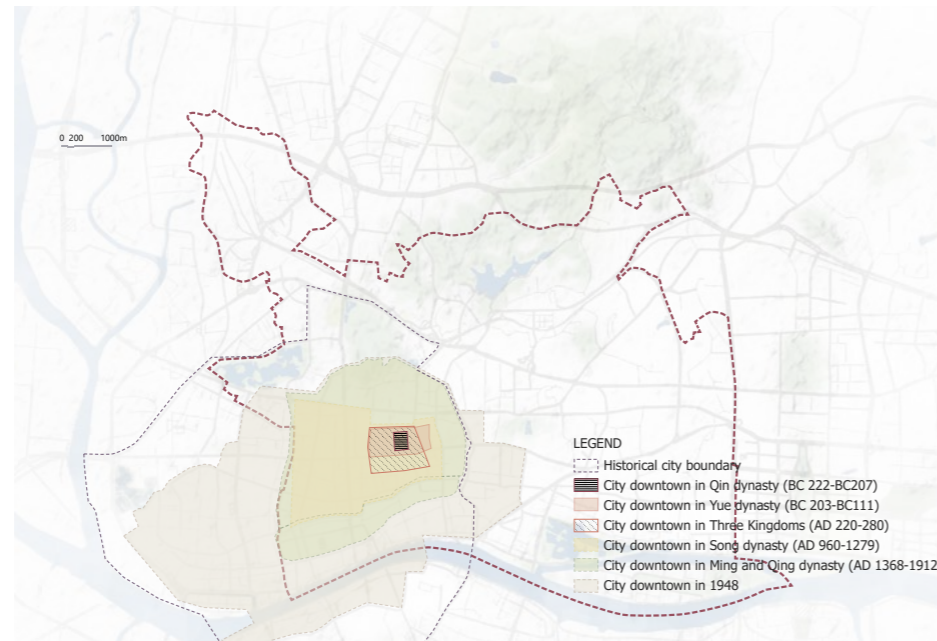 0 200 1000m
LEGEND
Historical city boundary
City downtown in Qin dynasty (BC 222-BC207)
City downtown in Yue dynasty (BC 203-BC111)
City downtown in Three Kingdoms (AD 220-280)
City downtown in Song dynasty (AD 960-1279)
City downtown in Ming and Qing dynasty (AD 1368-1912
City downtown in 1948